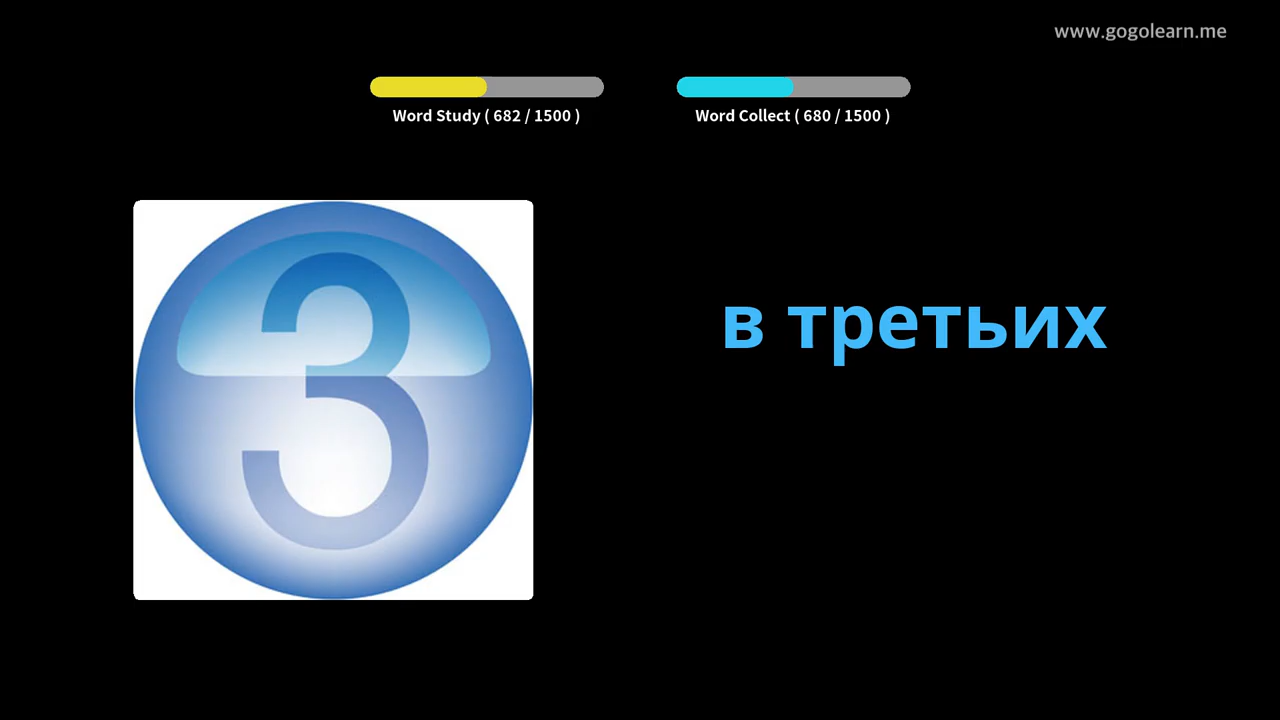 www.gogolearn.me
Word Study ( 682 / 1500 )
Word Collect ( 680 / 1500 )
3
в третьих